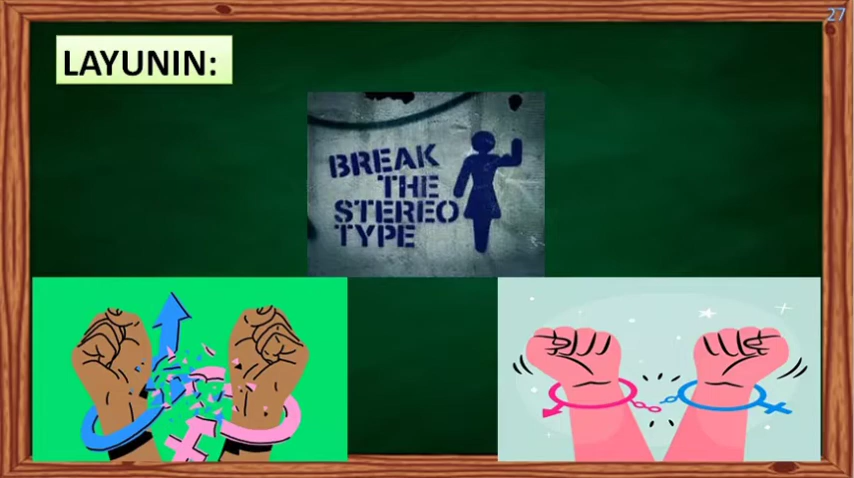 27
LAYUNIN:
BREAK
THE
STEREO
TYPE